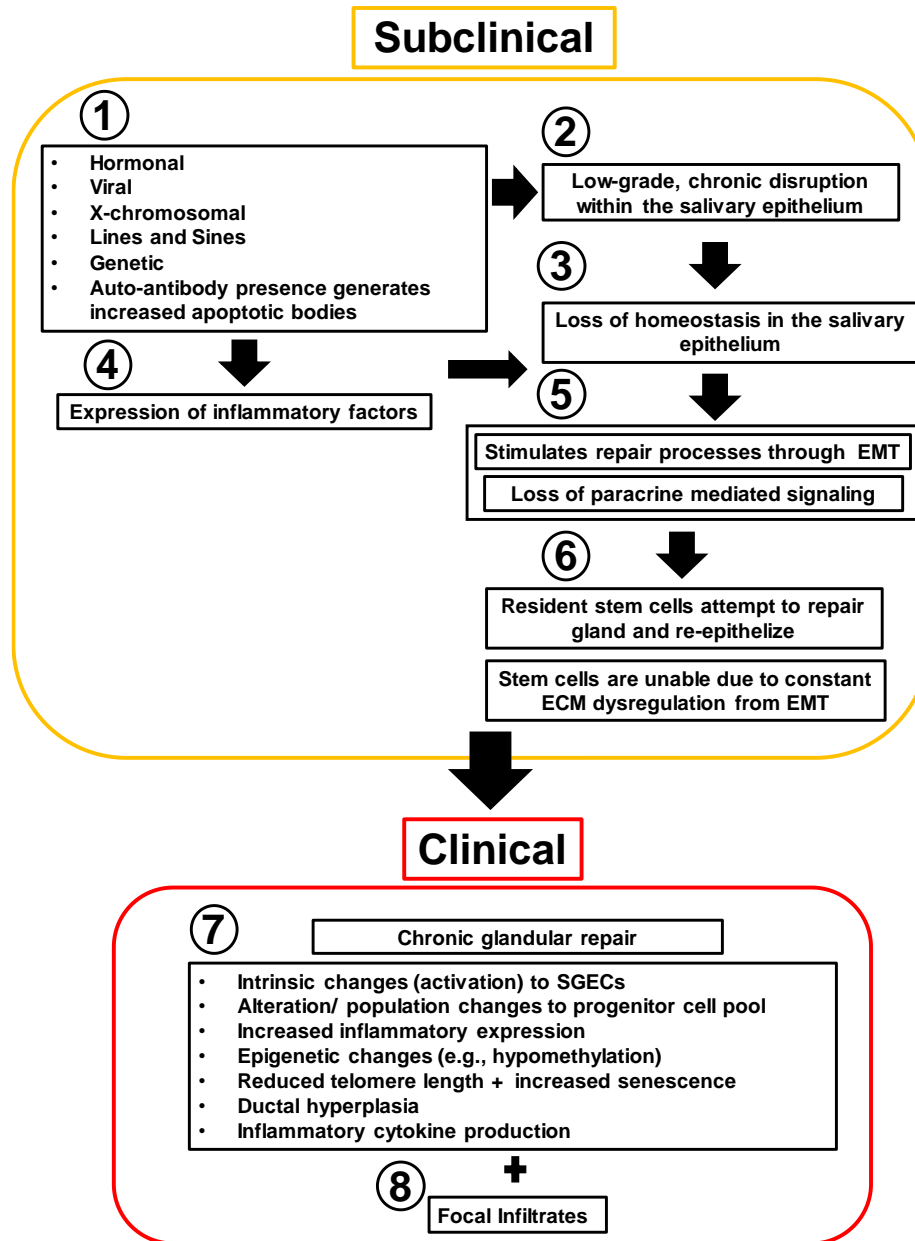 Subclinical
1
• Hormonal
• Viral
• X-chromosomal
• Lines and Sines
• Genetic
• Auto-antibody presence generates
increased apoptotic bodies
2
Low-grade, chronic disruption
within the salivary epithelium
3
Loss of homeostasis in the salivary
epithelium
4
Expression of inflammatory factors
5
Stimulates repair processes through EMT
Loss of paracrine mediated signaling
6
Resident stem cells attempt to repair
gland and re-epithelize
Stem cells are unable due to constant
ECM dysregulation from EMT
Clinical
7
Chronic glandular repair
• Intrinsic changes (activation) to SGECs
• Alteration/ population changes to progenitor cell pool
• Increased inflammatory expression
• Epigenetic changes (e.g., hypomethylation)
• Reduced telomere length + increased senescence
• Ductal hyperplasia
• Inflammatory cytokine production
+
8
Focal Infiltrates